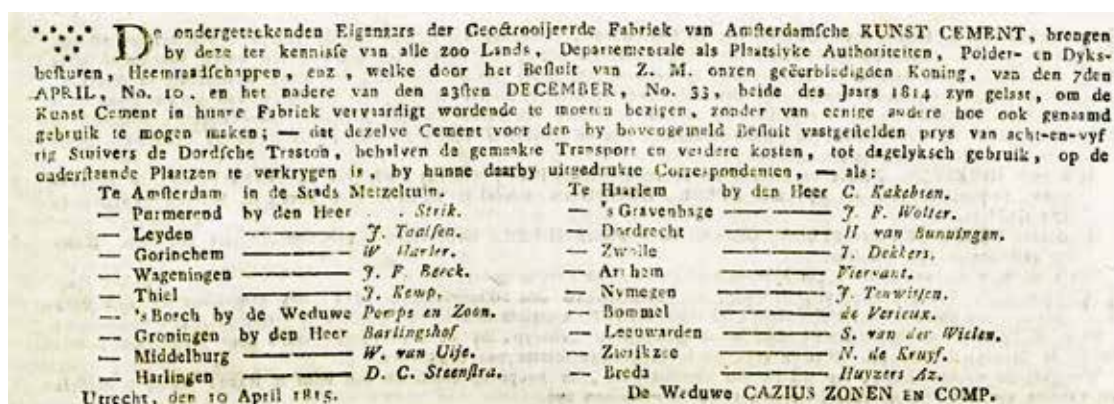 De ondergeteekenden Eigenaars der Geoctrooijeerde Fabriek van Amſterdamſche KUNST CEMENT, brengen
by deze ter kennisſe van alle zoo Lands, Departementale als Plaatslyke Authoriteiten, Polder- en Dyks-
beſturen, Heemraadſchappen, enz, welke door het Beſluit van Z. M. onzen geëerbiedigden Koning, van den 7den
APRIL, No. 10. en het nadere van den 23ſten DECEMBER, No. 33, beide des Jaars 1814 zyn gelast, om de
Kunst Cement in hunne Fabriek vervaardigt wordende te moeten bezigen, zonder van eenige andere hoe ook genaamd
gebruik te mogen maken; — dat dezelve Cement voor den by bovengemeld Beſluit vastgeſtelden prys van acht-en-vyf
tig Stuivers de Dordſche Traston, behalven de gemaakte Transport en verdere kosten, tot dagelyksch gebruik, op de
onderſtaande Plaatzen te verkrygen is, by hunne daarby uitgedrukte Correspondenten, — als:
Te Amſterdam in de Stads Metzeltuin.
— Purmerend by den Heer . . Strik.
— Leyden ——— J. Taaiſen.
— Gorinchem ——— W Harler.
— Wageningen ——— J. F. Beeck.
— Thiel ——— J. Kemp,
— 's Bosch by de Weduwe Pompe en Zoon.
— Groningen by den Heer Barlingshof
— Middelburg ——— W. van Uije.
— Harlingen ——— D. C. Steenſtra.
Te Haarlem by den Heer C. Kakebeen.
— 's Gravenhage ——— J. F. Wolter.
— Dordrecht ——— H van Bunningen.
— Zwolle ——— J. Dekkers.
— Arnhem ——— Viervant.
— Nymegen ——— J. Teuwisſen.
— Bommel ——— de Verieux.
— Leeuwarden ——— S. van der Wielen.
— Zierikzee ——— N. de Kruyf.
— Breda ——— Huyzers Az.
Utrecht, den 10 April 1815.
De Weduwe CAZIUS ZONEN EN COMP.